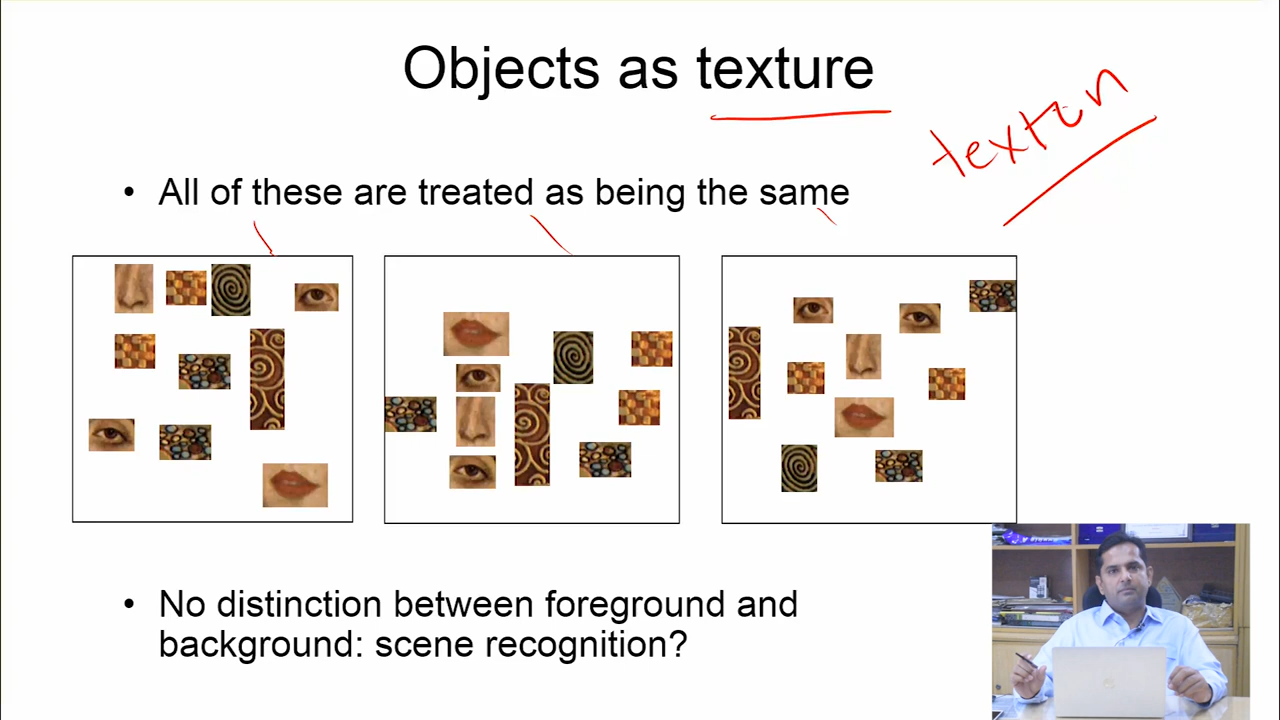 Objects as texture
texton
• All of these are treated as being the same
• No distinction between foreground and
background: scene recognition?